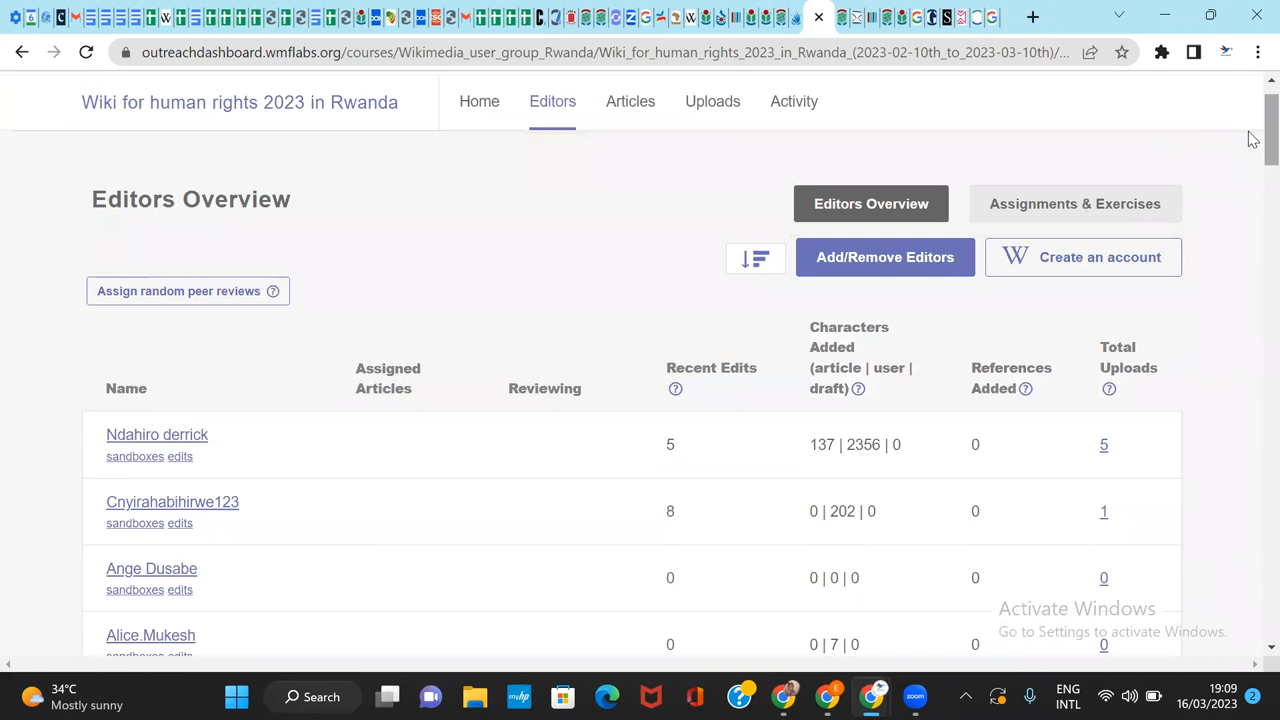 outreachdashboard.wmflabs.org/courses/Wikimedia_user_group_Rwanda/Wiki_for_human_rights_2023_in_Rwanda_(2023-02-10th_to_2023-03-10th)/...
Wiki for human rights 2023 in Rwanda
Home
Editors
Articles
Uploads
Activity
Editors Overview
Editors Overview
Assignments & Exercises
Add/Remove Editors
W Create an account
Assign random peer reviews ?
Name
Assigned
Articles
Reviewing
Recent Edits
?
Characters
Added
(article | user |
draft) ?
References
Added ?
Total
Uploads
?
Ndahiro derrick
sandboxes edits
5
137 | 2356 | 0
0
5
Cnyirahabihirwe123
sandboxes edits
8
0 | 202 | 0
0
1
Ange Dusabe
sandboxes edits
0
0 | 0 | 0
0
0
Alice.Mukesh
sandboxes edits
0
0 | 7 | 0
0
0
Activate Windows
Go to Settings to activate Windows.
34°C
Mostly sunny
Search
ENG
INTL
19:09
16/03/2023
2